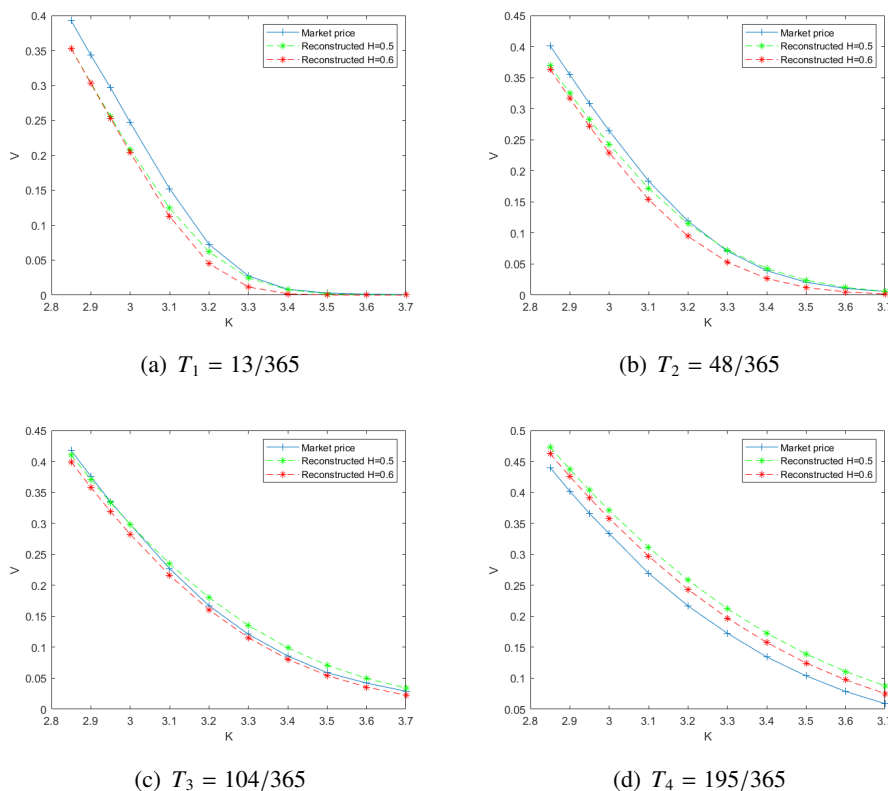 0.4
0.35
0.3
0.25
0.2
0.15
0.1
0.05
0
V
Market price
Reconstructed H=0.5
Reconstructed H=0.6
2.8 2.9 3 3.1 3.2 3.3 3.4 3.5 3.6 3.7
K
(a) T₁ = 13/365
0.45
0.4
0.35
0.3
0.25
0.2
0.15
0.1
0.05
0
V
Market price
Reconstructed H=0.5
Reconstructed H=0.6
2.8 2.9 3 3.1 3.2 3.3 3.4 3.5 3.6 3.7
K
(b) T₂ = 48/365
0.45
0.4
0.35
0.3
0.25
0.2
0.15
0.1
0.05
0
V
Market price
Reconstructed H=0.5
Reconstructed H=0.6
2.8 2.9 3 3.1 3.2 3.3 3.4 3.5 3.6 3.7
K
(c) T₃ = 104/365
0.5
0.45
0.4
0.35
0.3
0.25
0.2
0.15
0.1
0.05
V
Market price
Reconstructed H=0.5
Reconstructed H=0.6
2.8 2.9 3 3.1 3.2 3.3 3.4 3.5 3.6 3.7
K
(d) T₄ = 195/365